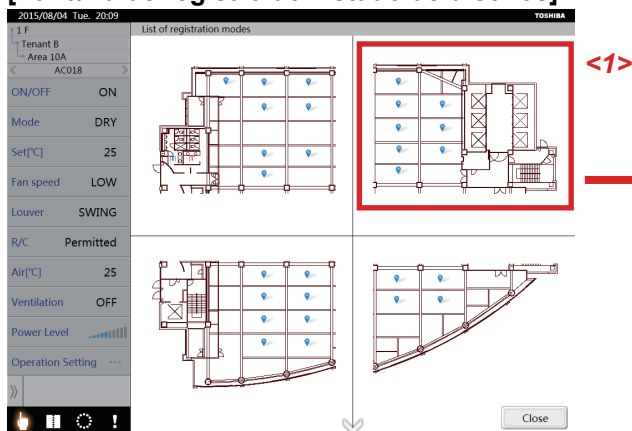 2015/08/04 Tue. 20:09
TOSHIBA
1 F
Tenant B
Area 10A
< AC018 >
List of registration modes
<1>
ON/OFF ON
Mode DRY
Set[°C] 25
Fan speed LOW
Louver SWING
R/C Permitted
Air[°C] 25
Ventilation OFF
Power Level
Operation Setting ···
Close